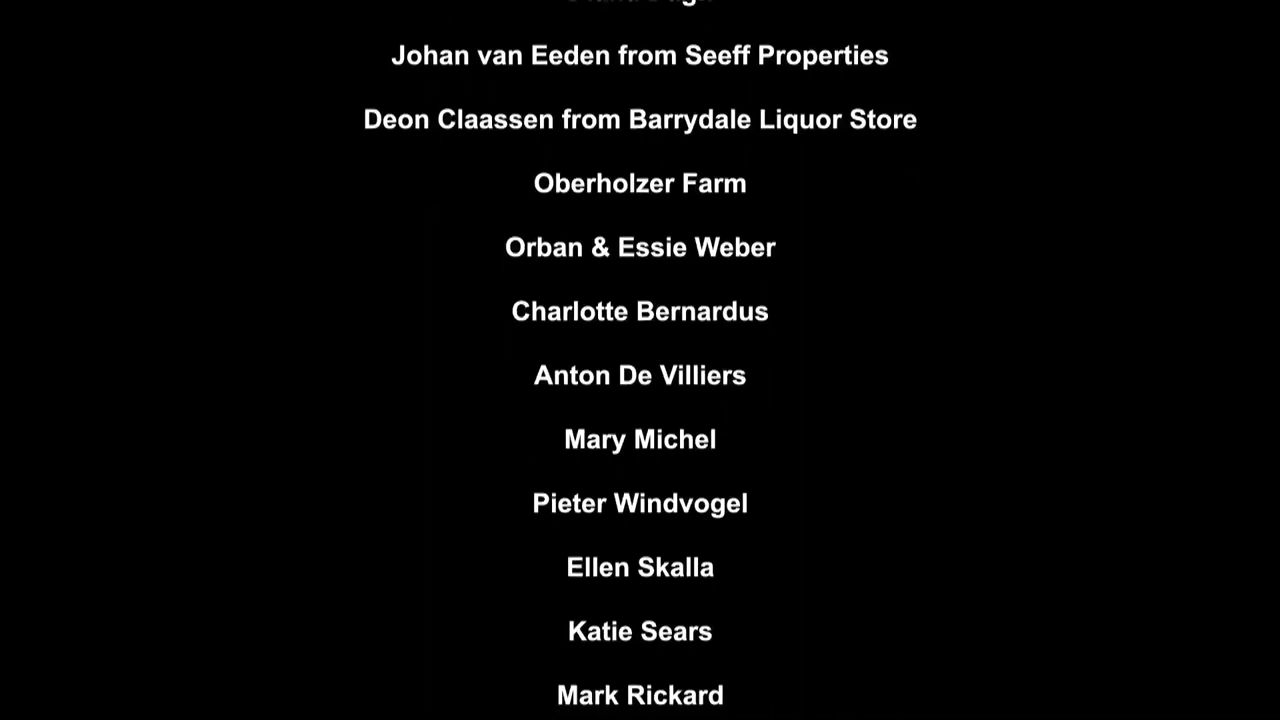 Johan van Eeden from Seeff Properties
Deon Claassen from Barrydale Liquor Store
Oberholzer Farm
Orban & Essie Weber
Charlotte Bernardus
Anton De Villiers
Mary Michel
Pieter Windvogel
Ellen Skalla
Katie Sears
Mark Rickard